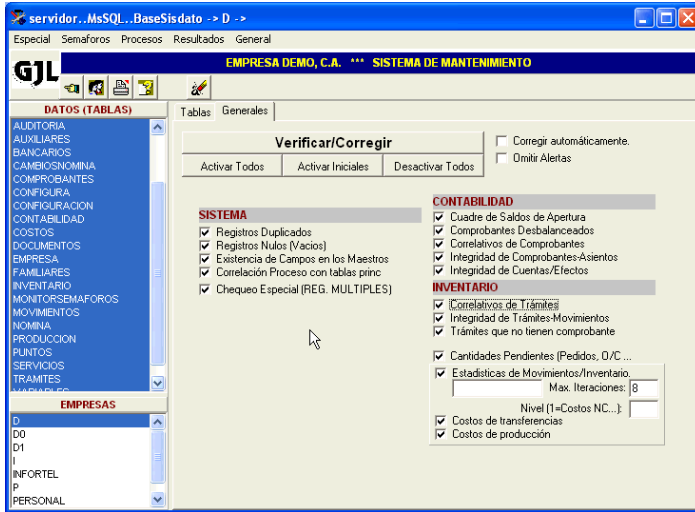 servidor..MsSQL..BaseSisdato -> D ->
Especial Semaforos Procesos Resultados General
GJL
EMPRESA DEMO, C.A. *** SISTEMA DE MANTENIMIENTO
DATOS (TABLAS)
AUDITORIA
AUXILIARES
BANCARIOS
CAMBIOSNOMINA
COMPROBANTES
CONFIGURA
CONFIGURACION
CONTABILIDAD
COSTOS
DOCUMENTOS
EMPRESA
FAMILIARES
INVENTARIO
MONITORSEMAFOROS
MOVIMIENTOS
NOMINA
PRODUCCION
PUNTOS
SERVICIOS
TRAMITES
VARIABLES
EMPRESAS
D
D0
D1
I
INFORTEL
P
PERSONAL
Tablas Generales
Verificar/Corregir
Activar Todos Activar Iniciales Desactivar Todos
Corregir automáticamente.
Omitir Alertas
SISTEMA
Registros Duplicados
Registros Nulos (Vacios)
Existencia de Campos en los Maestros
Correlación Proceso con tablas princ
Chequeo Especial (REG. MULTIPLES)
CONTABILIDAD
Cuadre de Saldos de Apertura
Comprobantes Desbalanceados
Correlativos de Comprobantes
Integridad de Comprobantes-Asientos
Integridad de Cuentas/Efectos
INVENTARIO
Correlativos de Trámites
Integridad de Trámites-Movimientos
Trámites que no tienen comprobante
Cantidades Pendientes (Pedidos, O/C ...
Estadisticas de Movimientos/Inventario.
Max. Iteraciones: 8
Nivel (1=Costos NC...):
Costos de transferencias
Costos de producción